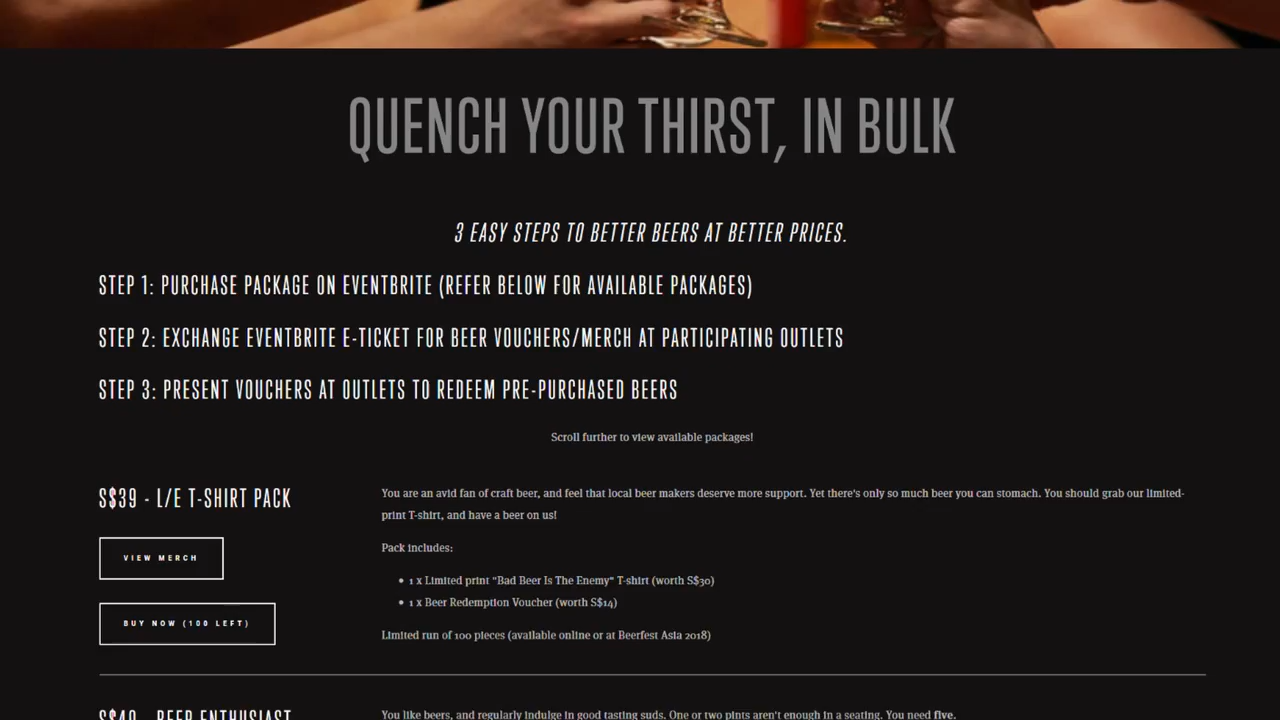 QUENCH YOUR THIRST, IN BULK
3 EASY STEPS TO BETTER BEERS AT BETTER PRICES.
STEP 1: PURCHASE PACKAGE ON EVENTBRITE (REFER BELOW FOR AVAILABLE PACKAGES)
STEP 2: EXCHANGE EVENTBRITE E-TICKET FOR BEER VOUCHERS/MERCH AT PARTICIPATING OUTLETS
STEP 3: PRESENT VOUCHERS AT OUTLETS TO REDEEM PRE-PURCHASED BEERS
Scroll further to view available packages!
S$39 - L/E T-SHIRT PACK
VIEW MERCH
BUY NOW (100 LEFT)
You are an avid fan of craft beer, and feel that local beer makers deserve more support. Yet there's only so much beer you can stomach. You should grab our limited-
print T-shirt, and have a beer on us!
Pack includes:
• 1 x Limited print "Bad Beer Is The Enemy" T-shirt (worth S$30)
• 1 x Beer Redemption Voucher (worth S$14)
Limited run of 100 pieces (available online or at Beerfest Asia 2018)
S$40 - BEER ENTHUSIAST
You like beers, and regularly indulge in good tasting suds. One or two pints aren't enough in a seating. You need five.